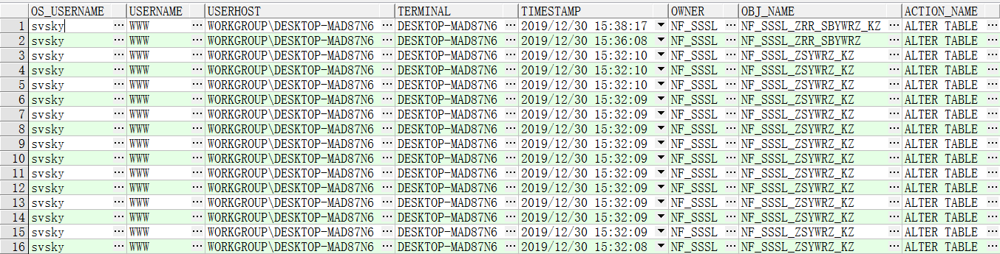 OS_USERNAME USERNAME USERHOST TERMINAL TIMESTAMP OWNER OBJ_NAME ACTION_NAME
1 svsky ... WWW ... WORKGROUP\DESKTOP-MAD87N6 ... DESKTOP-MAD87N6 ... 2019/12/30 15:38:17 NF_SSSL ... NF_SSSL_ZRR_SBYWRZ_KZ ... ALTER TABLE ...
2 svsky ... WWW ... WORKGROUP\DESKTOP-MAD87N6 ... DESKTOP-MAD87N6 ... 2019/12/30 15:36:08 NF_SSSL ... NF_SSSL_ZRR_SBYWRZ ... ALTER TABLE ...
3 svsky ... WWW ... WORKGROUP\DESKTOP-MAD87N6 ... DESKTOP-MAD87N6 ... 2019/12/30 15:32:10 NF_SSSL ... NF_SSSL_ZSYWRZ_KZ ... ALTER TABLE ...
4 svsky ... WWW ... WORKGROUP\DESKTOP-MAD87N6 ... DESKTOP-MAD87N6 ... 2019/12/30 15:32:10 NF_SSSL ... NF_SSSL_ZSYWRZ_KZ ... ALTER TABLE ...
5 svsky ... WWW ... WORKGROUP\DESKTOP-MAD87N6 ... DESKTOP-MAD87N6 ... 2019/12/30 15:32:10 NF_SSSL ... NF_SSSL_ZSYWRZ_KZ ... ALTER TABLE ...
6 svsky ... WWW ... WORKGROUP\DESKTOP-MAD87N6 ... DESKTOP-MAD87N6 ... 2019/12/30 15:32:09 NF_SSSL ... NF_SSSL_ZSYWRZ_KZ ... ALTER TABLE ...
7 svsky ... WWW ... WORKGROUP\DESKTOP-MAD87N6 ... DESKTOP-MAD87N6 ... 2019/12/30 15:32:09 NF_SSSL ... NF_SSSL_ZSYWRZ_KZ ... ALTER TABLE ...
8 svsky ... WWW ... WORKGROUP\DESKTOP-MAD87N6 ... DESKTOP-MAD87N6 ... 2019/12/30 15:32:09 NF_SSSL ... NF_SSSL_ZSYWRZ_KZ ... ALTER TABLE ...
9 svsky ... WWW ... WORKGROUP\DESKTOP-MAD87N6 ... DESKTOP-MAD87N6 ... 2019/12/30 15:32:09 NF_SSSL ... NF_SSSL_ZSYWRZ_KZ ... ALTER TABLE ...
10 svsky ... WWW ... WORKGROUP\DESKTOP-MAD87N6 ... DESKTOP-MAD87N6 ... 2019/12/30 15:32:09 NF_SSSL ... NF_SSSL_ZSYWRZ_KZ ... ALTER TABLE ...
11 svsky ... WWW ... WORKGROUP\DESKTOP-MAD87N6 ... DESKTOP-MAD87N6 ... 2019/12/30 15:32:09 NF_SSSL ... NF_SSSL_ZSYWRZ_KZ ... ALTER TABLE ...
12 svsky ... WWW ... WORKGROUP\DESKTOP-MAD87N6 ... DESKTOP-MAD87N6 ... 2019/12/30 15:32:09 NF_SSSL ... NF_SSSL_ZSYWRZ_KZ ... ALTER TABLE ...
13 svsky ... WWW ... WORKGROUP\DESKTOP-MAD87N6 ... DESKTOP-MAD87N6 ... 2019/12/30 15:32:09 NF_SSSL ... NF_SSSL_ZSYWRZ_KZ ... ALTER TABLE ...
14 svsky ... WWW ... WORKGROUP\DESKTOP-MAD87N6 ... DESKTOP-MAD87N6 ... 2019/12/30 15:32:09 NF_SSSL ... NF_SSSL_ZSYWRZ_KZ ... ALTER TABLE ...
15 svsky ... WWW ... WORKGROUP\DESKTOP-MAD87N6 ... DESKTOP-MAD87N6 ... 2019/12/30 15:32:09 NF_SSSL ... NF_SSSL_ZSYWRZ_KZ ... ALTER TABLE ...
16 svsky ... WWW ... WORKGROUP\DESKTOP-MAD87N6 ... DESKTOP-MAD87N6 ... 2019/12/30 15:32:08 NF_SSSL ... NF_SSSL_ZSYWRZ_KZ ... ALTER TABLE ...